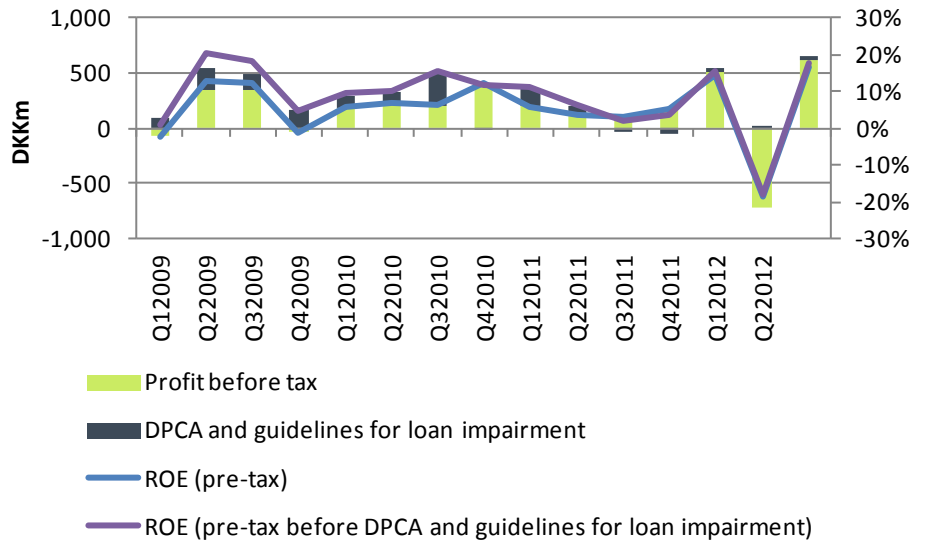 1,000
500
0
-500
-1,000
DKKm
30%
20%
10%
0%
-10%
-20%
-30%
Q12009
Q22009
Q32009
Q42009
Q12010
Q22010
Q32010
Q42010
Q12011
Q22011
Q32011
Q42011
Q12012
Q22012
Profit before tax
DPCA and guidelines for loan impairment
ROE (pre-tax)
ROE (pre-tax before DPCA and guidelines for loan impairment)